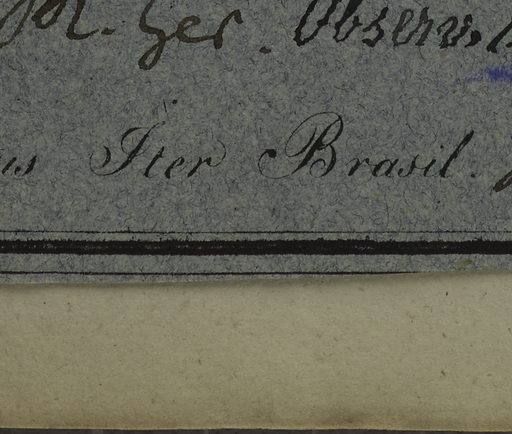 M. Ger. Observ.
Iter Brasil.